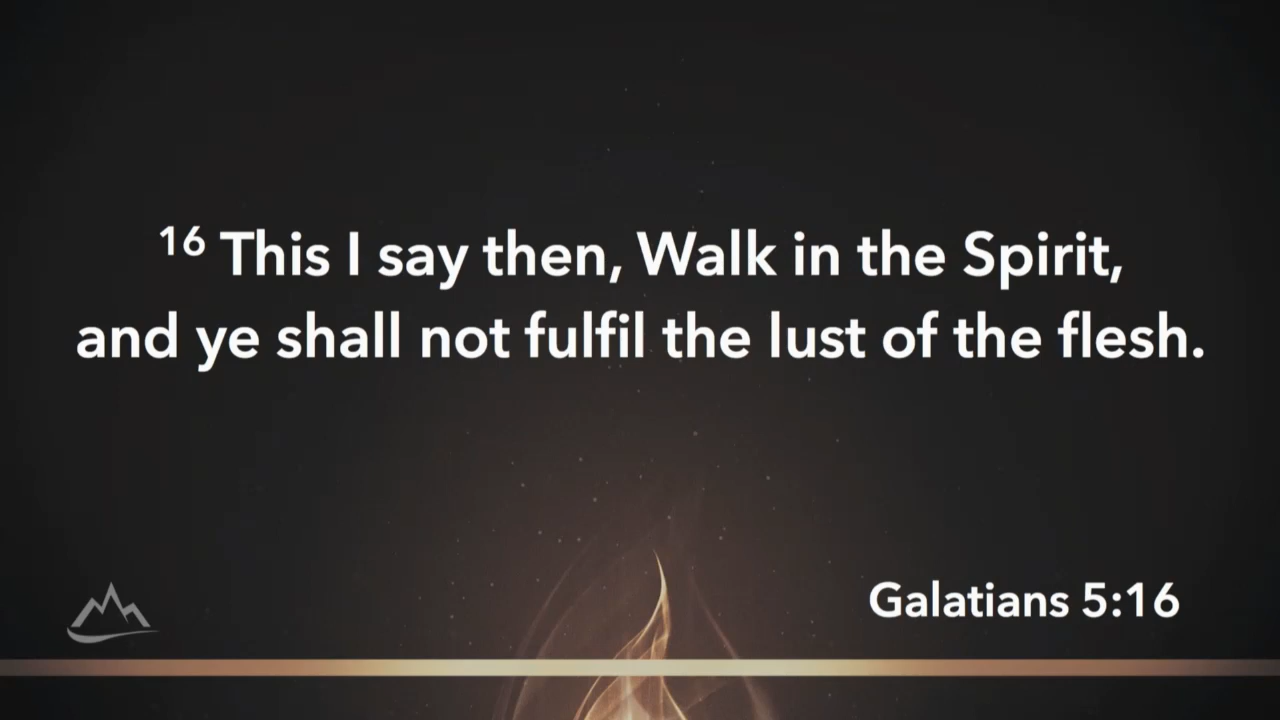 16 This I say then, Walk in the Spirit,
and ye shall not fulfil the lust of the flesh.
Galatians 5:16